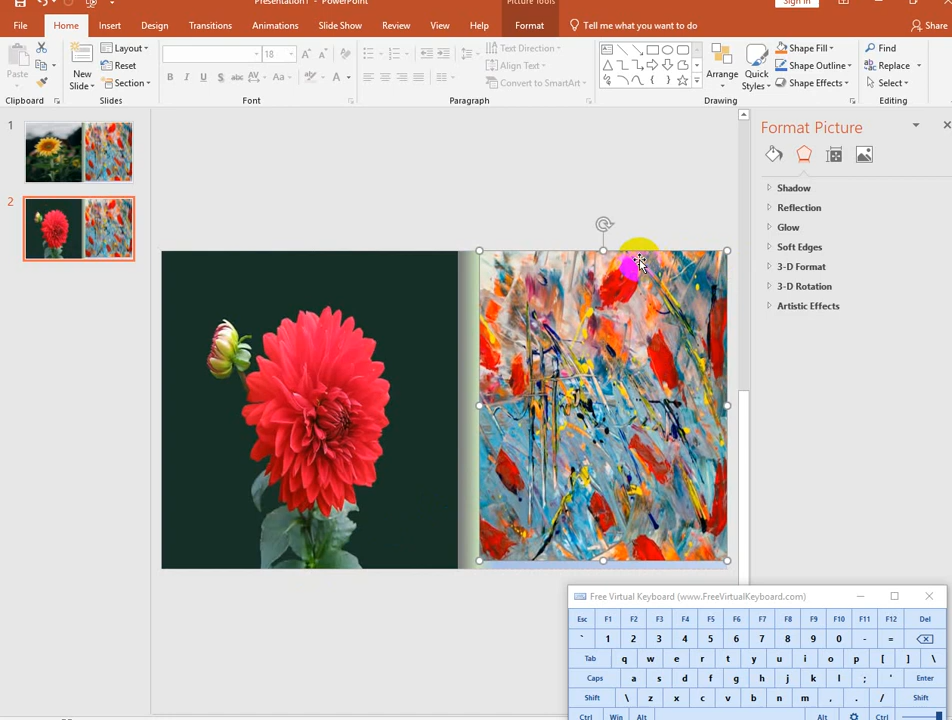 Presentation1 - PowerPoint
Picture Tools
Sign in
File
Home
Insert
Design
Transitions
Animations
Slide Show
Review
View
Help
Format
Tell me what you want to do
Share
Paste
New
Slide
Layout
Reset
Section
18
B I U S abc AV Aa A
Text Direction
Align Text
Convert to SmartArt
Arrange
Quick
Styles
Shape Fill
Shape Outline
Shape Effects
Find
Replace
Select
Clipboard
Slides
Font
Paragraph
Drawing
Editing
1
2
Format Picture
Shadow
Reflection
Glow
Soft Edges
3-D Format
3-D Rotation
Artistic Effects
Free Virtual Keyboard (www.FreeVirtualKeyboard.com)
Esc F1 F2 F3 F4 F5 F6 F7 F8 F9 F10 F11 F12 Del
` 1 2 3 4 5 6 7 8 9 0 - =
Tab q w e r t y u i o p [ ] \
Caps a s d f g h j k l ; ' Enter
Shift \ z x c v b n m , . / Shift
Ctrl Win Alt Alt Ctrl